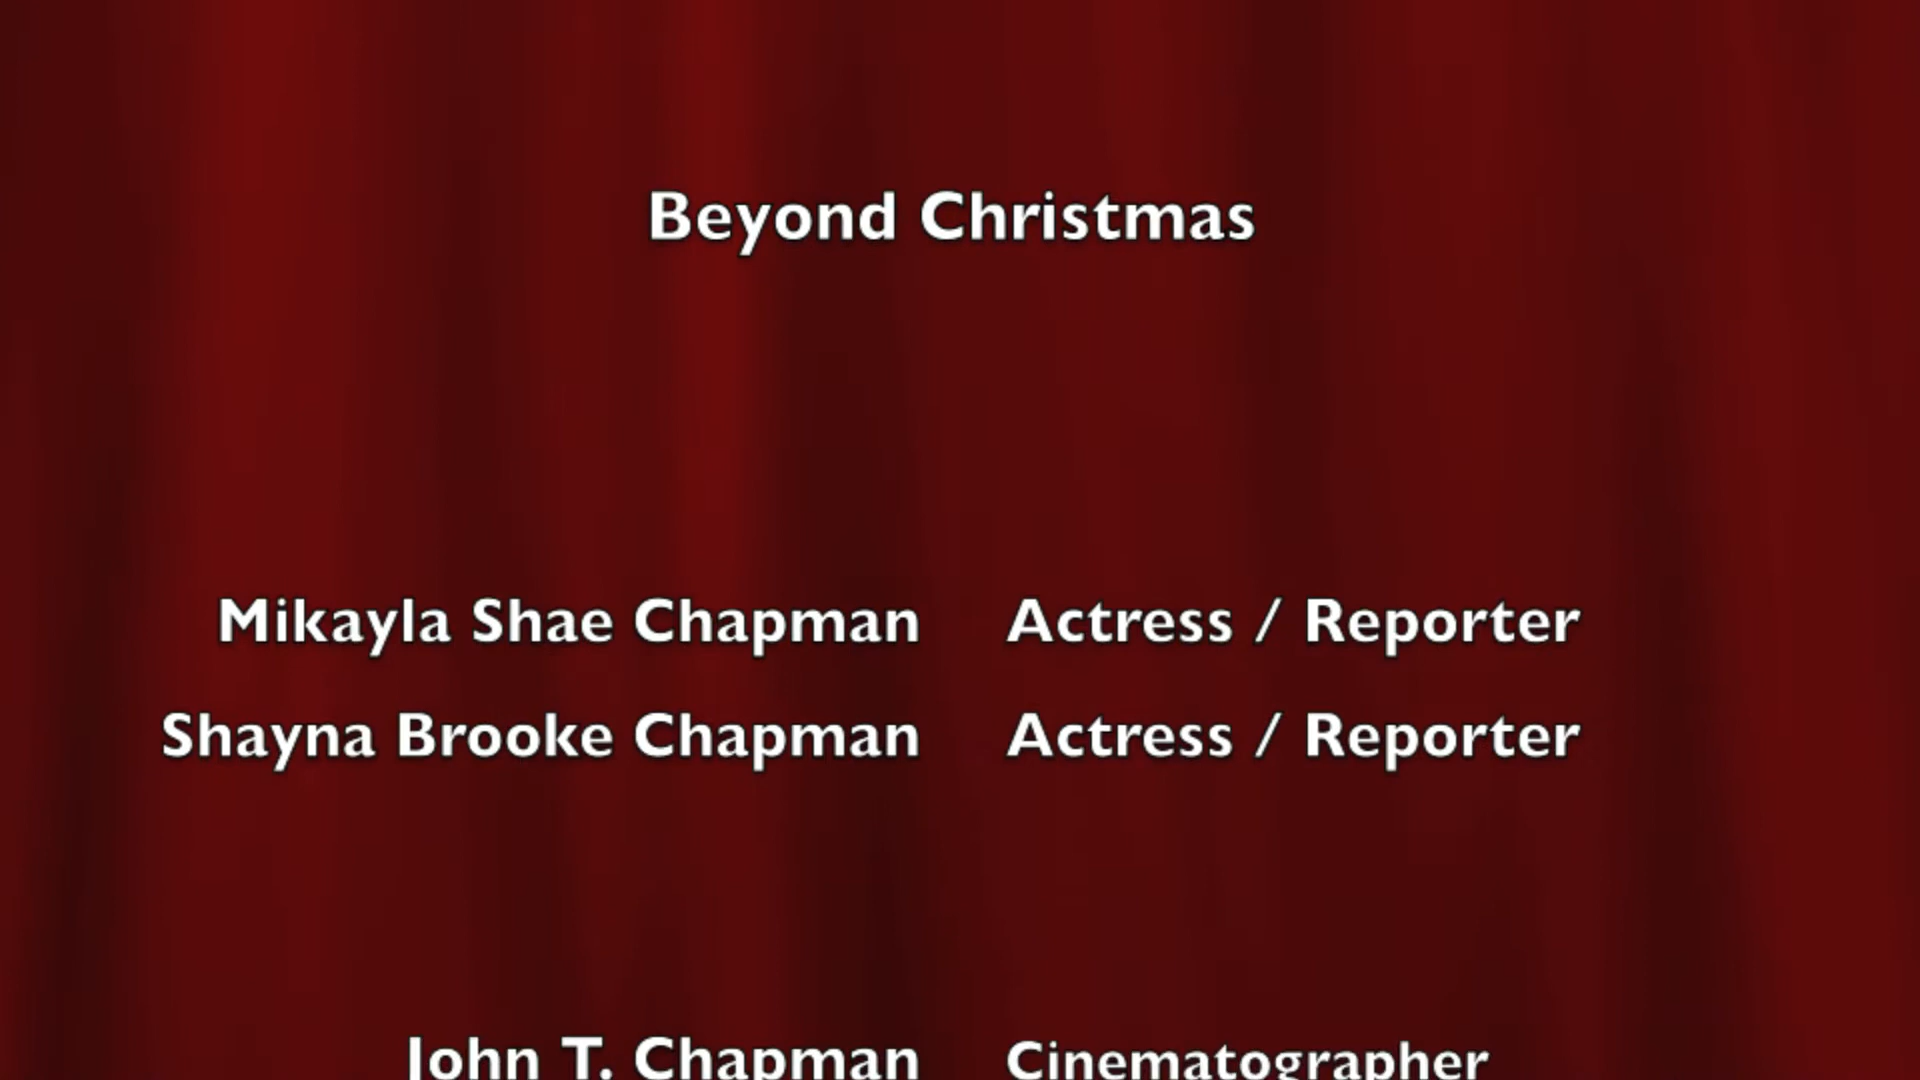 Beyond Christmas
Mikayla Shae Chapman Actress / Reporter
Shayna Brooke Chapman Actress / Reporter
John T. Chapman Cinematographer